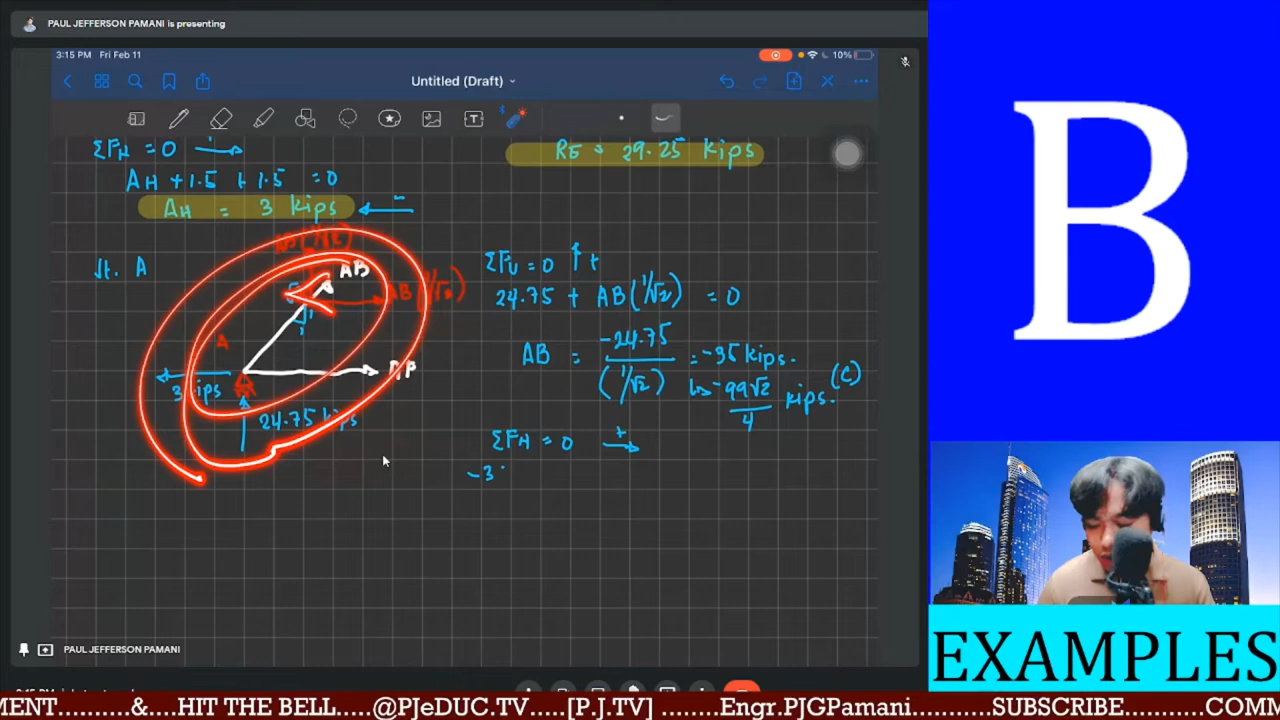 PAUL JEFFERSON PAMANI is presenting
3:15 PM Fri Feb 11
10%
Untitled (Draft)
ΣFH = 0
AH + 1.5 + 1.5 = 0
AH = 3 kips
RE = 29.25 kips
Jt. A
AB
AB (1/√2)
A
3 kips
24.75 kips
ΣFV = 0 ↑+
24.75 + AB(1/√2) = 0
AB = -24.75 / (1/√2) = -35 kips.
-99√2/4 kips. (C)
ΣFH = 0 +→
-3
PAUL JEFFERSON PAMANI
B
EXAMPLES
MENT..........&....HIT THE BELL.....@PJeDUC.TV.....[P.J.TV] .......Engr.PJGPamani..........SUBSCRIBE.............COMM